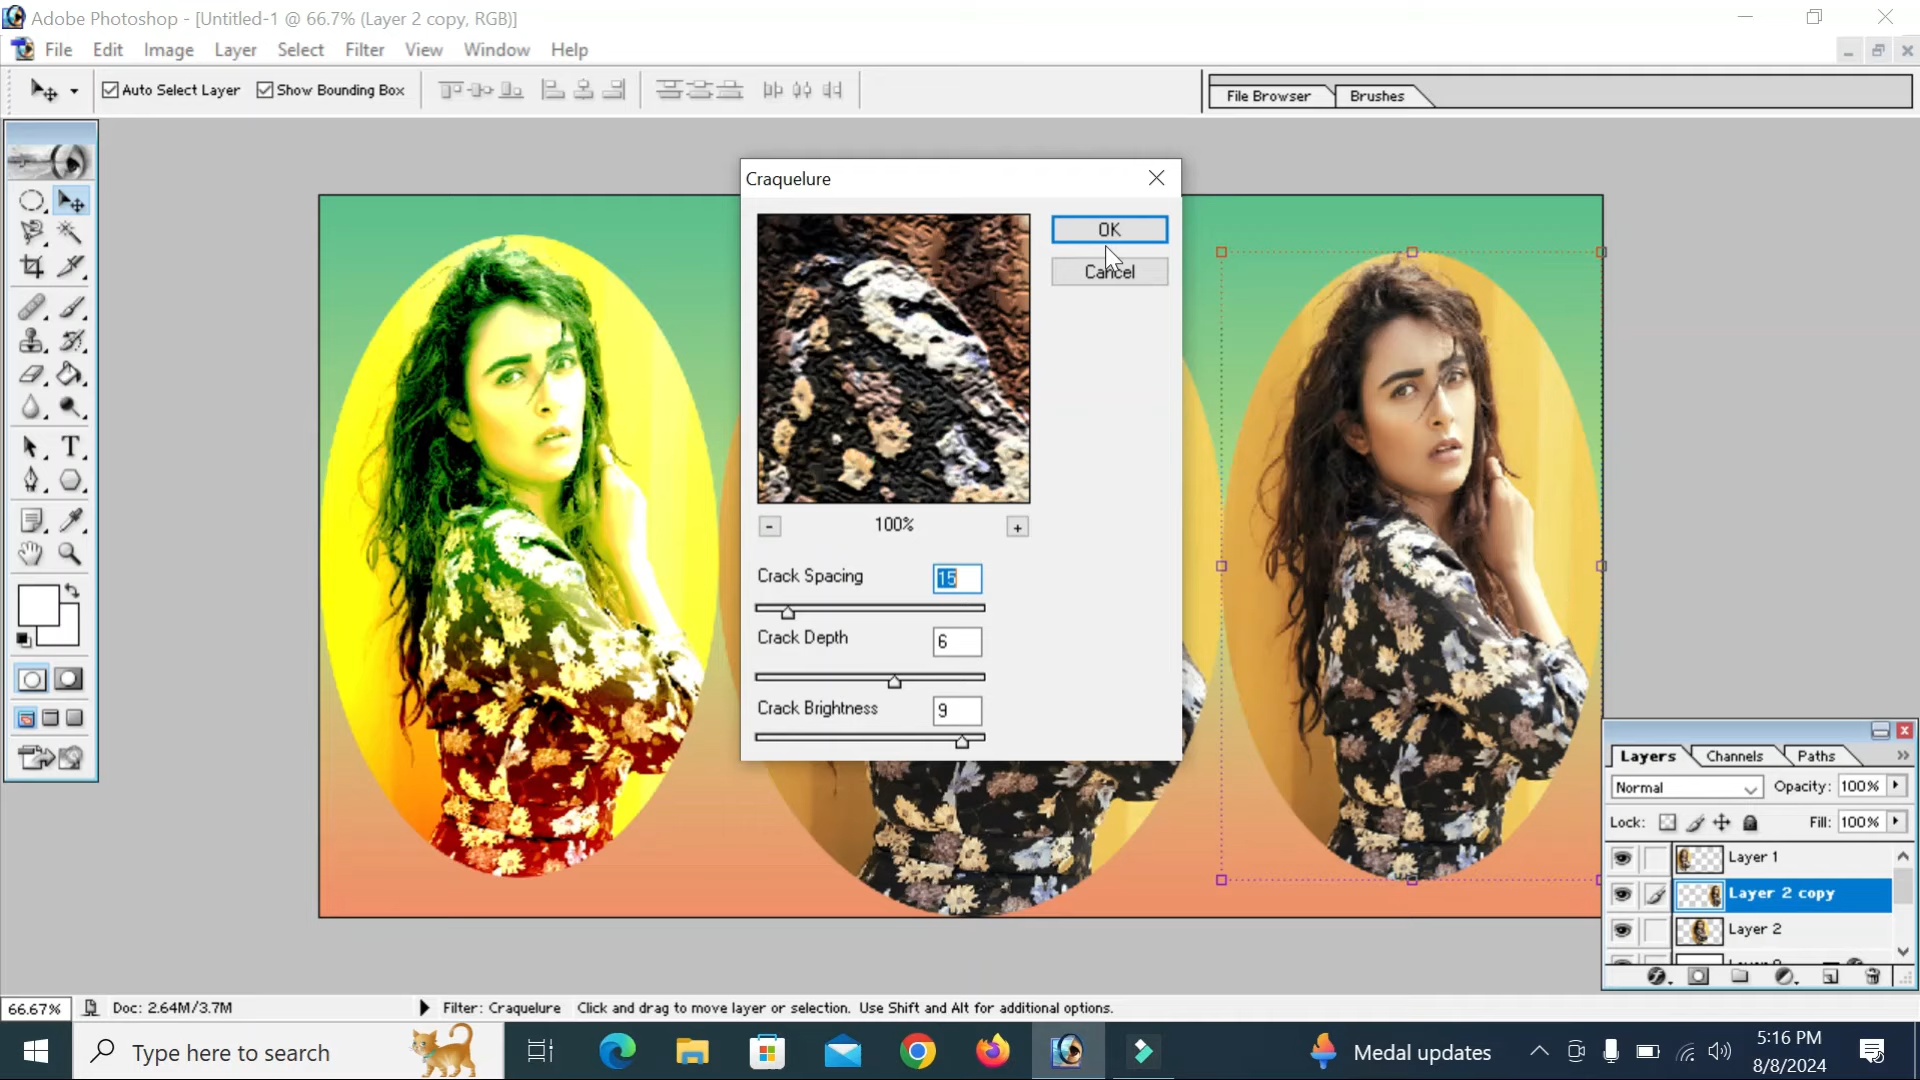 Adobe Photoshop - [Untitled-1 @ 66.7% (Layer 2 copy, RGB)]
File Edit Image Layer Select Filter View Window Help
Auto Select Layer Show Bounding Box
File Browser Brushes
Craquelure
OK
Cancel
- 100% +
Crack Spacing 15
Crack Depth 6
Crack Brightness 9
Layers Channels Paths
Normal Opacity: 100%
Lock: Fill: 100%
Layer 1
Layer 2 copy
Layer 2
66.67% Doc: 2.64M/3.7M Filter: Craquelure Click and drag to move layer or selection. Use Shift and Alt for additional options.
Type here to search
Medal updates
5:16 PM
8/8/2024